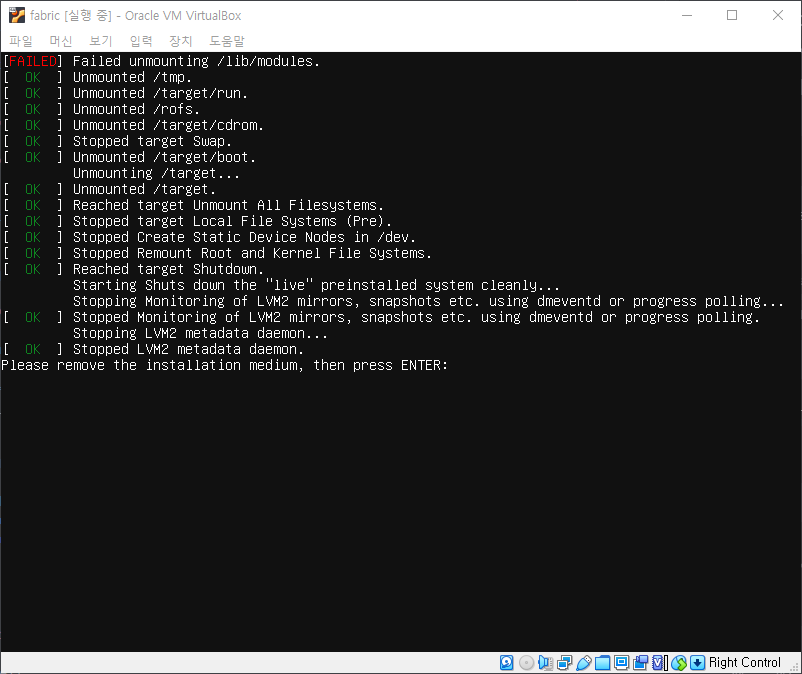 fabric [실행 중] - Oracle VM VirtualBox
파일 머신 보기 입력 장치 도움말
[FAILED] Failed unmounting /lib/modules.
[  OK  ] Unmounted /tmp.
[  OK  ] Unmounted /target/run.
[  OK  ] Unmounted /rofs.
[  OK  ] Unmounted /target/cdrom.
[  OK  ] Stopped target Swap.
[  OK  ] Unmounted /target/boot.
         Unmounting /target...
[  OK  ] Unmounted /target.
[  OK  ] Reached target Unmount All Filesystems.
[  OK  ] Stopped target Local File Systems (Pre).
[  OK  ] Stopped Create Static Device Nodes in /dev.
[  OK  ] Stopped Remount Root and Kernel File Systems.
[  OK  ] Reached target Shutdown.
         Starting Shuts down the "live" preinstalled system cleanly...
         Stopping Monitoring of LVM2 mirrors, snapshots etc. using dmeventd or progress polling...
[  OK  ] Stopped Monitoring of LVM2 mirrors, snapshots etc. using dmeventd or progress polling.
         Stopping LVM2 metadata daemon...
[  OK  ] Stopped LVM2 metadata daemon.
Please remove the installation medium, then press ENTER:
Right Control